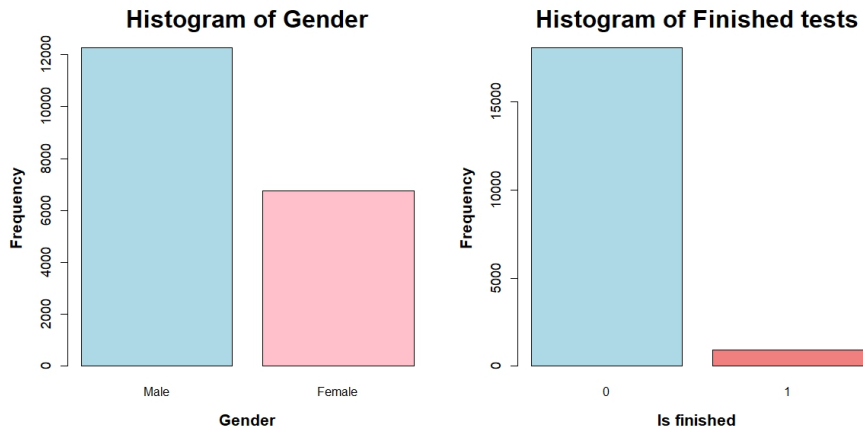 Histogram of Gender
Frequency
12000
10000
8000
6000
4000
2000
0
Male
Female
Gender
Histogram of Finished tests
Frequency
15000
10000
5000
0
0
1
Is finished